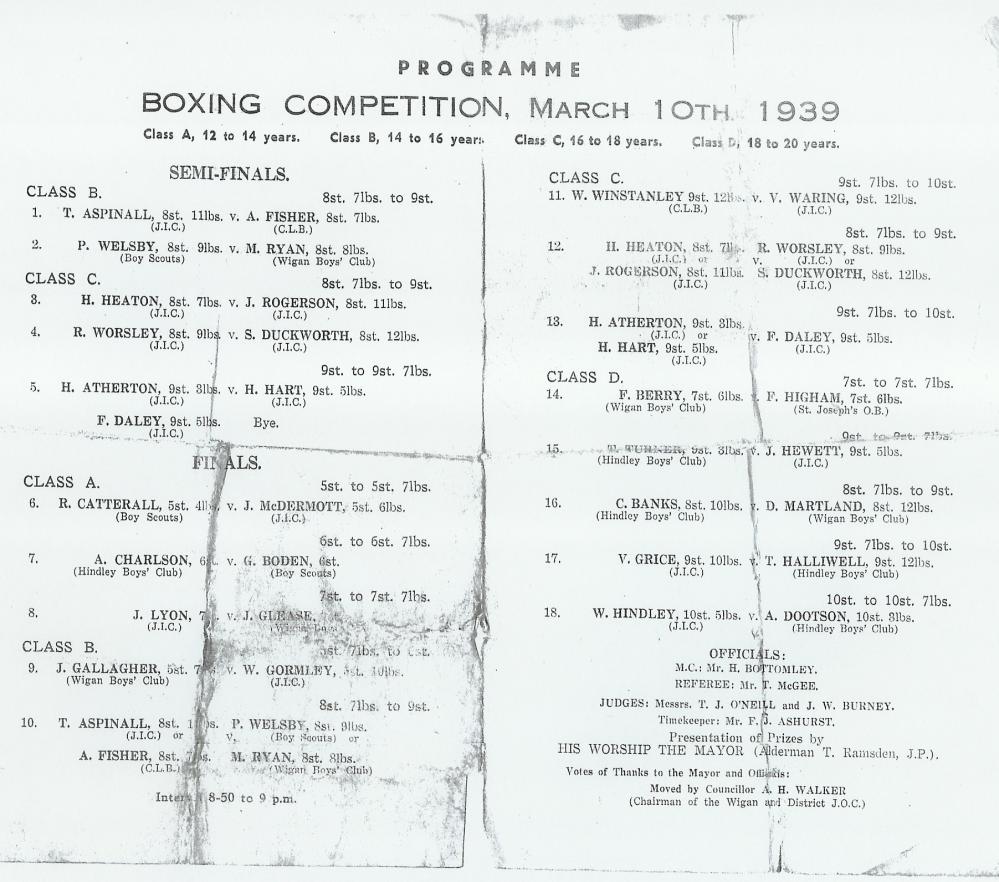 PROGRAMME
BOXING COMPETITION, MARCH 10TH 1939
Class A, 12 to 14 years. Class B, 14 to 16 years. Class C, 16 to 18 years. Class D, 18 to 20 years.
SEMI-FINALS.
CLASS B. 8st. 7lbs. to 9st.
1. T. ASPINALL, 8st. 11lbs. v. A. FISHER, 8st. 7lbs.
(J.I.C.) (C.L.B.)
2. P. WELSBY, 8st. 9lbs. v. M. RYAN, 8st. 8lbs.
(Boy Scouts) (Wigan Boys' Club)
CLASS C. 8st. 7lbs. to 9st.
3. H. HEATON, 8st. 7lbs. v. J. ROGERSON, 8st. 11lbs.
(J.I.C.) (J.I.C.)
4. R. WORSLEY, 8st. 9lbs. v. S. DUCKWORTH, 8st. 12lbs.
(J.I.C.) (J.I.C.)
9st. to 9st. 7lbs.
5. H. ATHERTON, 9st. 3lbs. v. H. HART, 9st. 5lbs.
(J.I.C.) (J.I.C.)
F. DALEY, 9st. 5lbs. Bye.
(J.I.C.)
FINALS.
CLASS A. 5st. to 5st. 7lbs.
6. R. CATTERALL, 5st. v. J. McDERMOTT, 5st. 6lbs.
(Boy Scouts) (J.I.C.)
6st. to 6st. 7lbs.
7. A. CHARLSON, v. G. BODEN, 6st.
(Hindley Boys' Club) (Boy Scouts)
7st. to 7st. 7lbs.
8. J. LYON, v. J. GLEASE,
(J.I.C.)
CLASS B. 7lbs. to
9. J. GALLAGHER, 5st. v. W. GORMLEY,
(Wigan Boys' Club) (J.I.C.)
8st. 7lbs. to 9st.
10. T. ASPINALL, 8st. P. WELSBY, 8st. 9lbs.
(J.I.C.) or v. (Boy Scouts) or
A. FISHER, 8st. M. RYAN, 8st. 8lbs.
(C.L.B.) (Wigan Boys' Club)
8-50 to 9 p.m.
CLASS C. 9st. 7lbs. to 10st.
11. W. WINSTANLEY 9st. 12lbs. v. V. WARING, 9st. 12lbs.
(C.L.B.) (J.I.C.)
8st. 7lbs. to 9st.
12. H. HEATON, 8st. R. WORSLEY, 8st. 9lbs.
(J.I.C.) or v. (J.I.C.) or
J. ROGERSON, 8st. 11lbs. S. DUCKWORTH, 8st. 12lbs.
(J.I.C.) (J.I.C.)
9st. 7lbs. to 10st.
13. H. ATHERTON, 9st. 3lbs.
(J.I.C.) or v. F. DALEY, 9st. 5lbs.
H. HART, 9st. 5lbs. (J.I.C.)
(J.I.C.)
CLASS D. 7st. to 7st. 7lbs.
14. F. BERRY, 7st. 6lbs. v. F. HIGHAM, 7st. 6lbs.
(Wigan Boys' Club) (St. Joseph's O.B.)
9st. to 9st. 7lbs.
15. T. TURNER, 9st. 3lbs. v. J. HEWETT, 9st. 5lbs.
(Hindley Boys' Club) (J.I.C.)
8st. 7lbs. to 9st.
16. C. BANKS, 8st. 10lbs. v. D. MARTLAND, 8st. 12lbs.
(Hindley Boys' Club) (Wigan Boys' Club)
9st. 7lbs. to 10st.
17. V. GRICE, 9st. 10lbs. v. T. HALLIWELL, 9st. 12lbs.
(J.I.C.) (Hindley Boys' Club)
10st. to 10st. 7lbs.
18. W. HINDLEY, 10st. 5lbs. v. A. DOOTSON, 10st. 3lbs.
(J.I.C.) (Hindley Boys' Club)
OFFICIALS:
M.C.: Mr. H. BOTTOMLEY.
REFEREE: Mr. T. McGEE.
JUDGES: Messrs. T. J. O'NEILL and J. W. BURNEY.
Timekeeper: Mr. F. J. ASHURST.
Presentation of Prizes by
HIS WORSHIP THE MAYOR (Alderman T. Ramsden, J.P.).
Votes of Thanks to the Mayor and Officials:
Moved by Councillor A. H. WALKER
(Chairman of the Wigan and District J.O.C.)